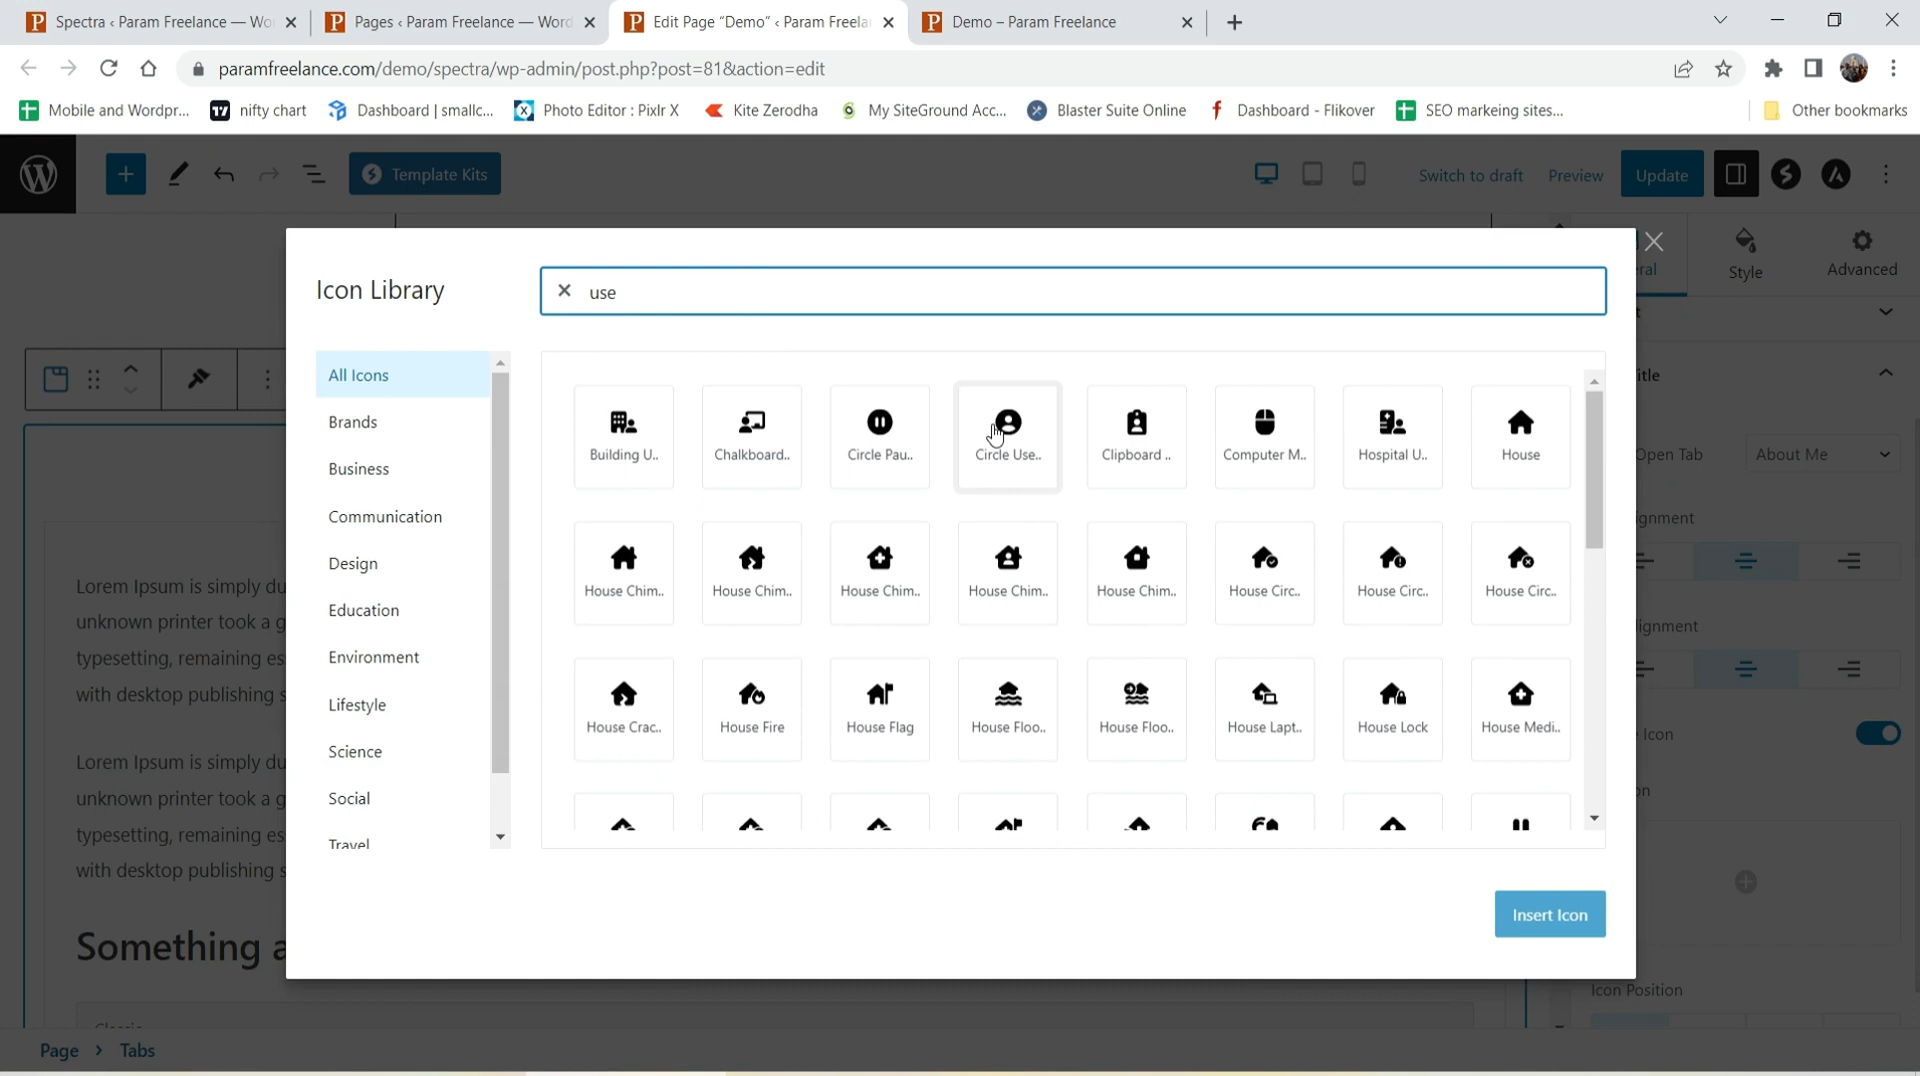 Spectra ‹ Param Freelance — Wo
Pages ‹ Param Freelance — Word
Edit Page "Demo" ‹ Param Freela
Demo – Param Freelance
paramfreelance.com/demo/spectra/wp-admin/post.php?post=81&action=edit
Mobile and Wordpr...
nifty chart
Dashboard | smallc...
Photo Editor : Pixlr X
Kite Zerodha
My SiteGround Acc...
Blaster Suite Online
Dashboard - Flikover
SEO markeing sites...
Other bookmarks
Template Kits
Switch to draft
Preview
Update
Icon Library
use
Style
Advanced
All Icons
Brands
Business
Communication
Design
Education
Environment
Lifestyle
Science
Social
Travel
Building U..
Chalkboard..
Circle Pau..
Circle Use..
Clipboard ..
Computer M..
Hospital U..
House
House Chim..
House Chim..
House Chim..
House Chim..
House Chim..
House Circ..
House Circ..
House Circ..
House Crac..
House Fire
House Flag
House Floo..
House Floo..
House Lapt..
House Lock
House Medi..
Insert Icon
Open Tab
About Me
Icon
Icon Position
Lorem Ipsum is simply du
unknown printer took a g
typesetting, remaining es
with desktop publishing s
Lorem Ipsum is simply du
unknown printer took a g
typesetting, remaining es
with desktop publishing s
Something a
Page > Tabs